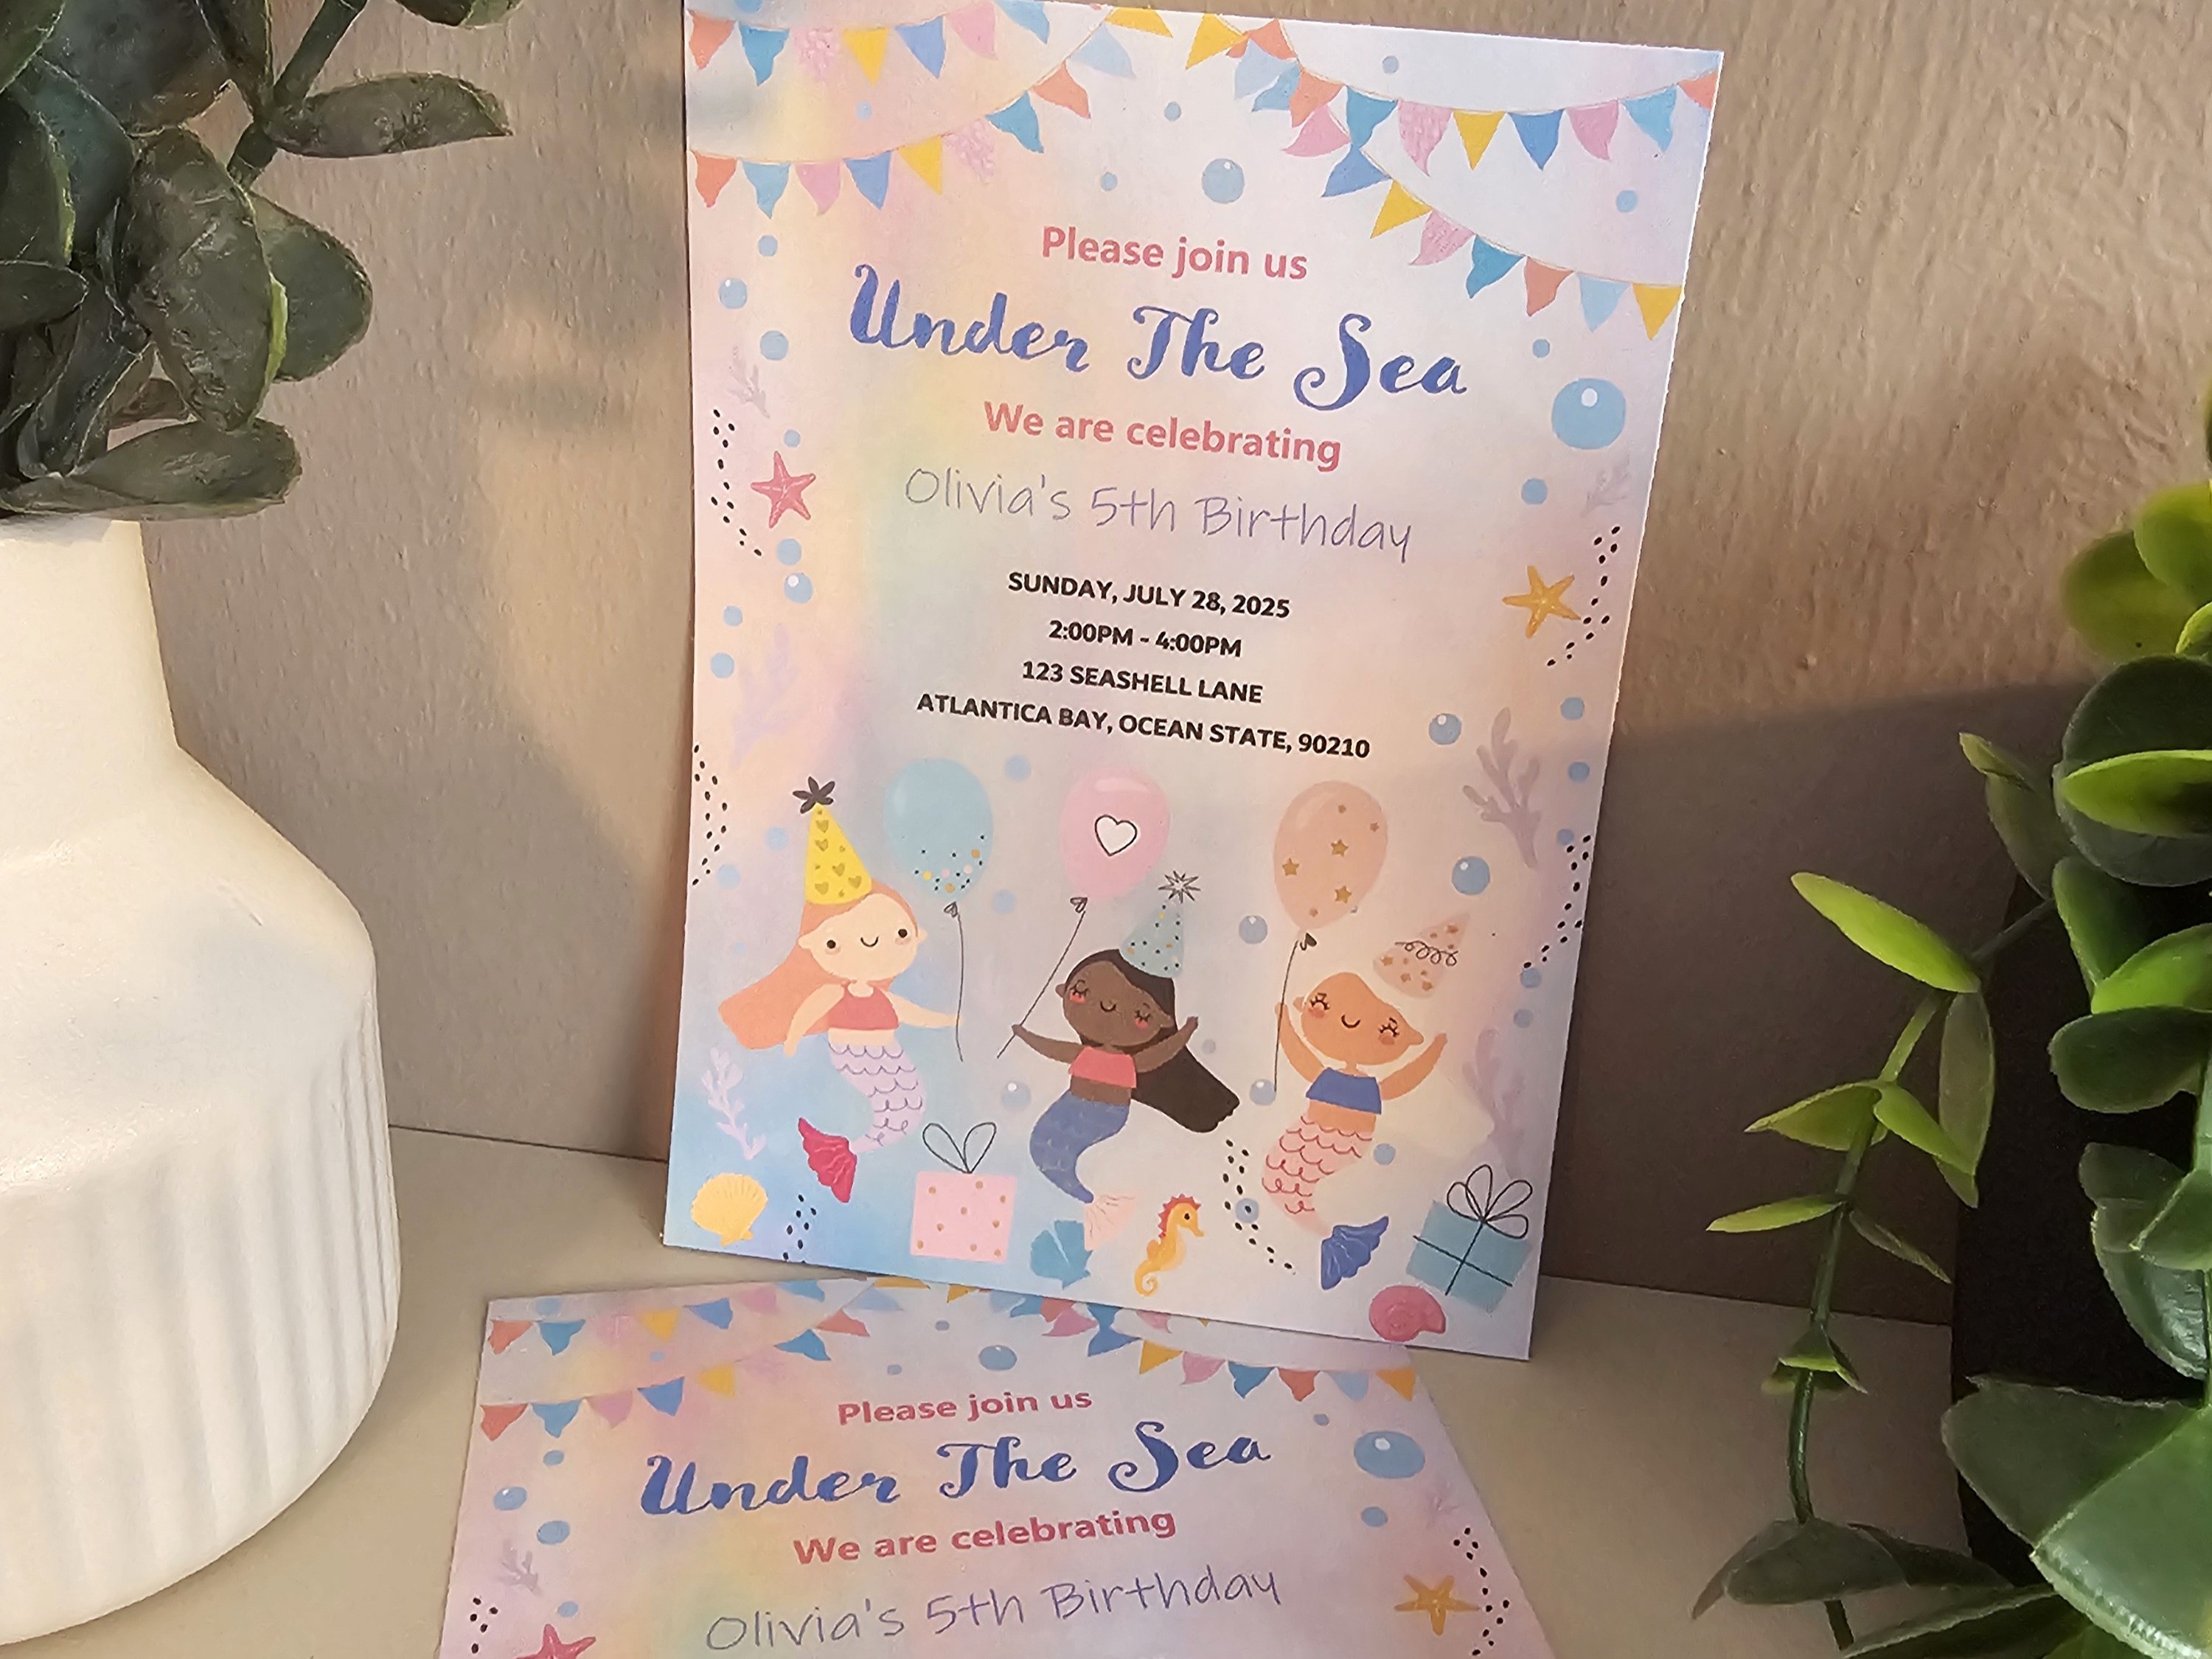 Please join us
Under The Sea
We are celebrating
Olivia's 5th Birthday
SUNDAY, JULY 28, 2025
2:00PM - 4:00PM
123 SEASHELL LANE
ATLANTICA BAY, OCEAN STATE, 90210
Please join us
Under The Sea
We are celebrating
Olivia's 5th Birthday